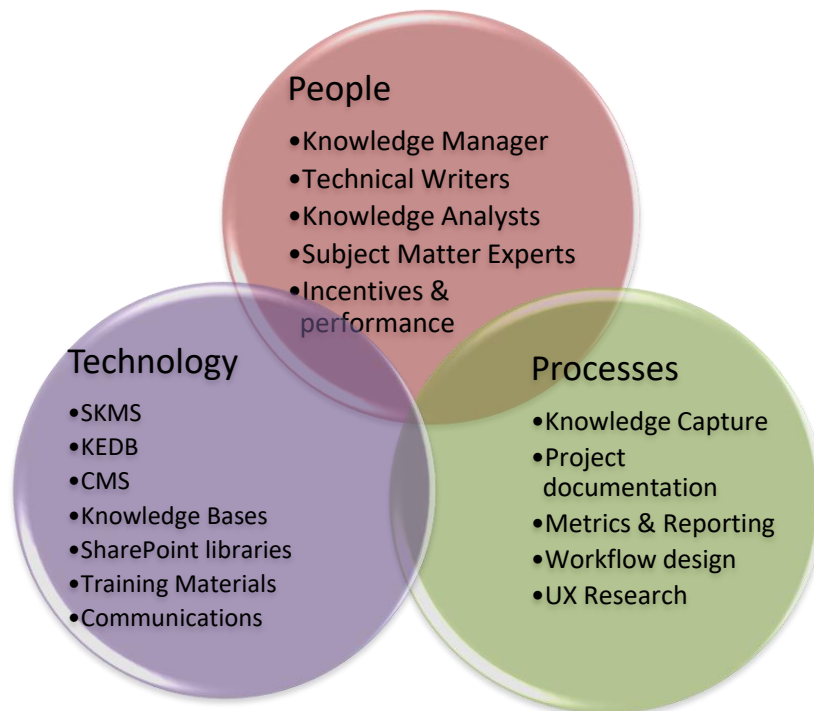 People
•Knowledge Manager
•Technical Writers
•Knowledge Analysts
•Subject Matter Experts
•Incentives &
performance
Technology
•SKMS
•KEDB
•CMS
•Knowledge Bases
•SharePoint libraries
•Training Materials
•Communications
Processes
•Knowledge Capture
•Project
documentation
•Metrics & Reporting
•Workflow design
•UX Research